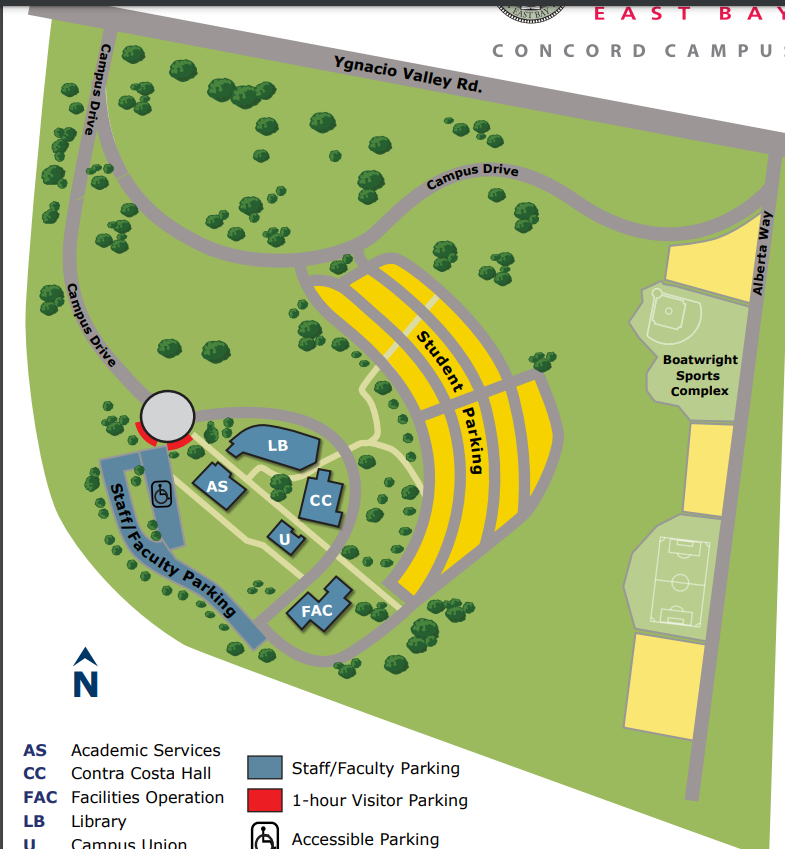 EAST BAY
EAST BAY
CONCORD CAMPUS
Ygnacio Valley Rd.
Campus Drive
Campus Drive
Alberta Way
Campus Drive
Student
Parking
Boatwright
Sports
Complex
LB
AS
CC
U
FAC
Staff/Faculty Parking
N
AS Academic Services
CC Contra Costa Hall
FAC Facilities Operation
LB Library
U Campus Union
Staff/Faculty Parking
1-hour Visitor Parking
Accessible Parking